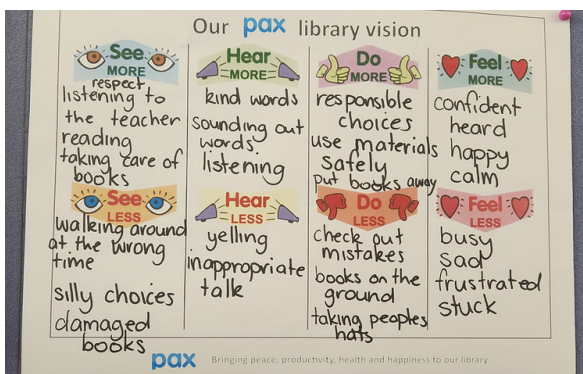 Our pax library vision
See
MORE
respect
listening to
the teacher
reading
taking care of
books
Hear
MORE
kind words
sounding out
words
listening
Do
MORE
responsible
choices
use materials
safely
put books away
Feel
MORE
confident
heard
happy
calm
See
LESS
walking around
at the wrong
time
silly choices
damaged
books
Hear
LESS
yelling
inappropriate
talk
Do
LESS
check out
mistakes
books on the
ground
taking peoples
hats
Feel
LESS
busy
sad
frustrated
stuck
pax Bringing peace, productivity, health and happiness to our library